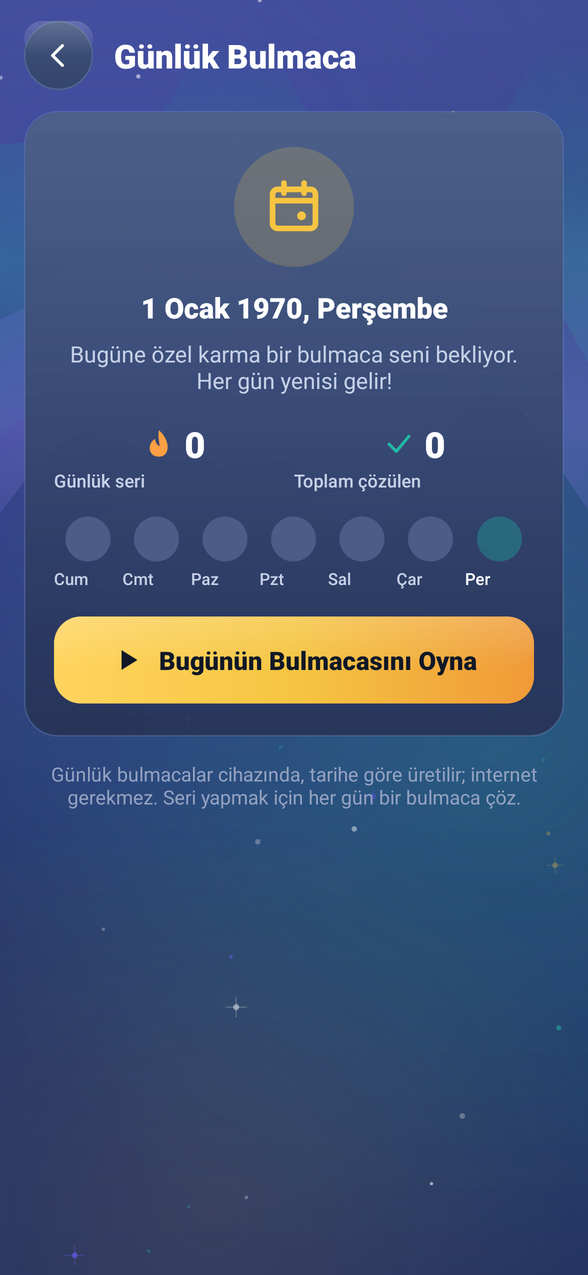 Günlük Bulmaca
1 Ocak 1970, Perşembe
Bugüne özel karma bir bulmaca seni bekliyor.
Her gün yenisi gelir!
0
0
Günlük seri
Toplam çözülen
Cum Cmt Paz Pzt Sal Çar Per
Bugünün Bulmacasını Oyna
Günlük bulmacalar cihazında, tarihe göre üretilir; internet
gerekmez. Seri yapmak için her gün bir bulmaca çöz.